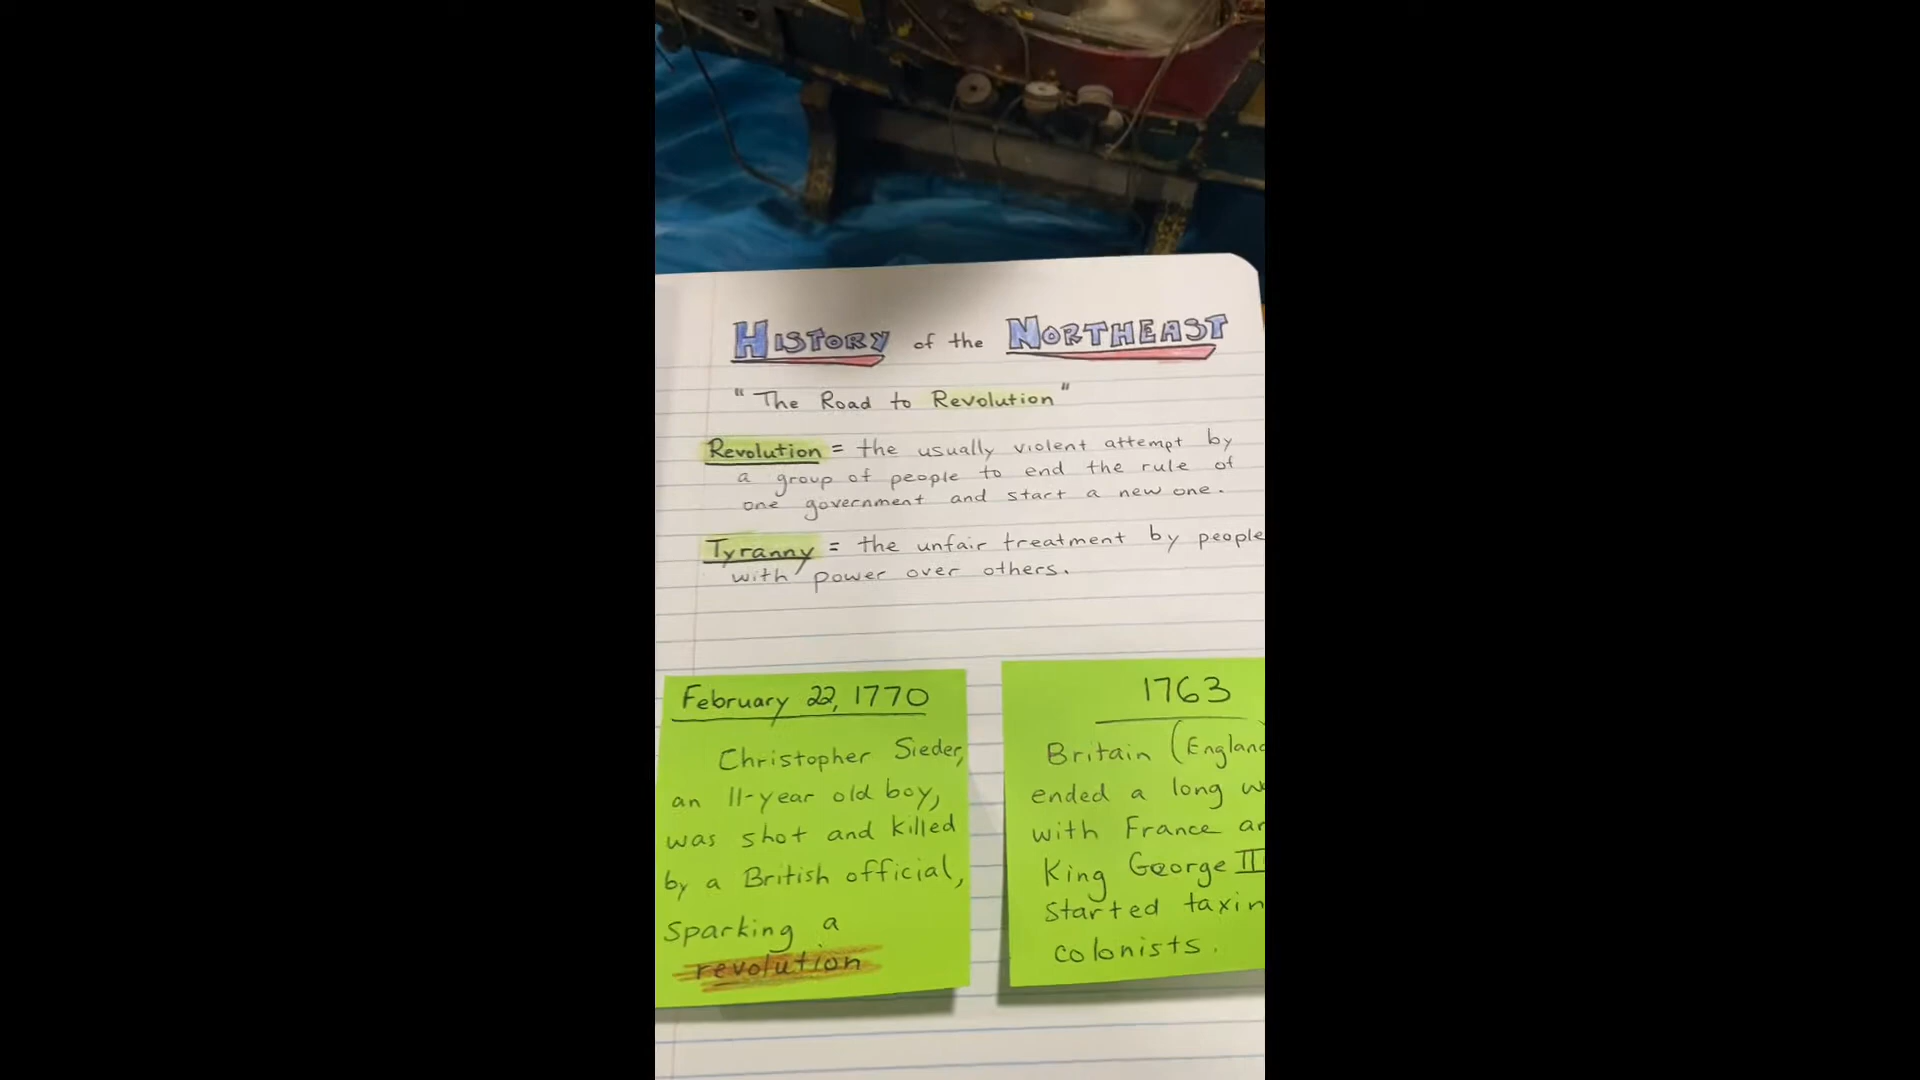 HISTORY of the NORTHEAST
"The Road to Revolution"
Revolution = the usually violent attempt by
a group of people to end the rule of
one government and start a new one.
Tyranny = the unfair treatment by people
with power over others.
February 22, 1770
Christopher Sieder,
an 11-year old boy,
was shot and killed
by a British official,
sparking a
revolution
1763
Britain (England
ended a long
with France
King George
started taxin
colonists.